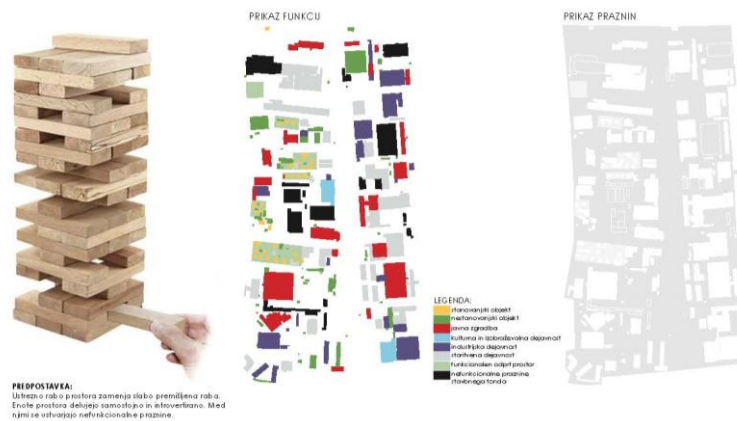 PRIKAZ FUNKCIJ
PRIKAZ PRAZNIN
LEGENDA:
stanovanjski objekt
nestanovanjski objekt
javna zgradba
kulturna in izobraževalna dejavnost
industrijska dejavnost
storitvena dejavnost
funkcionalen odprt prostor
nefunkcionalne praznine
stavbnega fonda
PREDPOSTAVKA:
Ustrezno rabo prostora zamenja slabo premišljena raba.
Enote prostora delujejo samostojno in introvertirano. Med
njimi se ustvarjajo nefunkcionalne praznine.